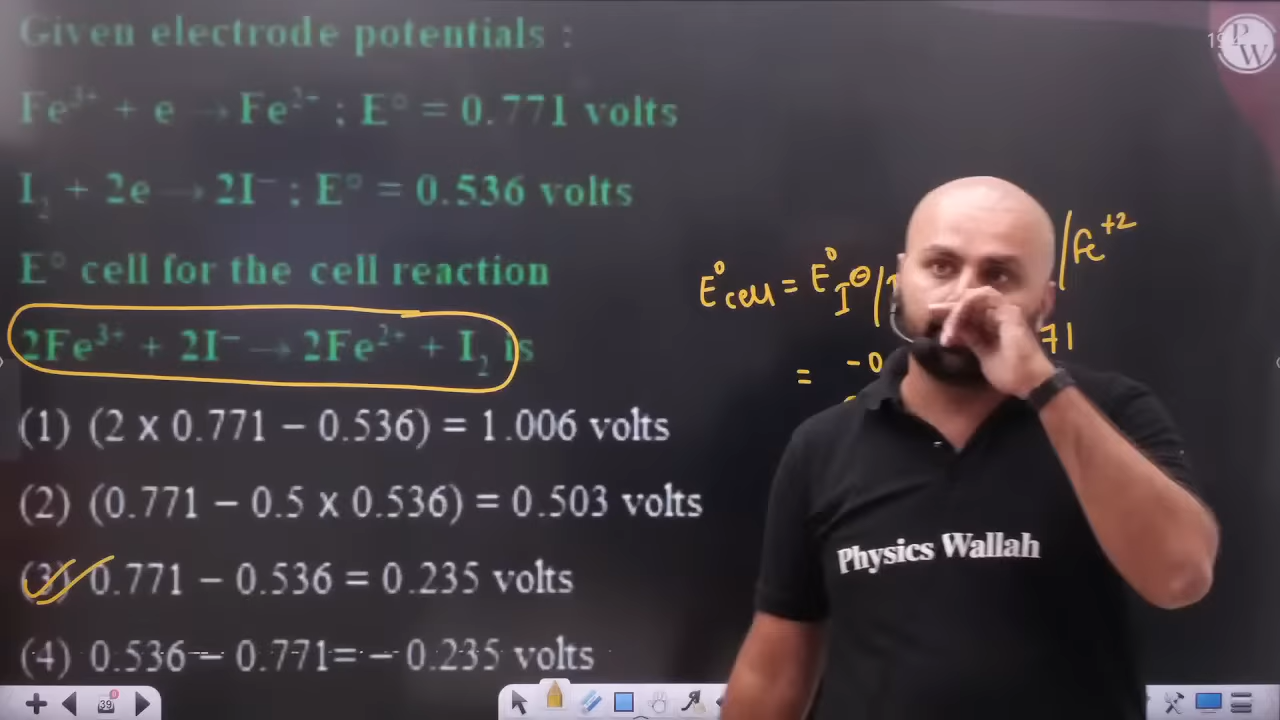 Given electrode potentials :
Fe³⁺ + e → Fe²⁺ ; E° = 0.771 volts
I₂ + 2e → 2I⁻ ; E° = 0.536 volts
E° cell for the cell reaction
2Fe³⁺ + 2I⁻ → 2Fe²⁺ + I₂ is
(1) (2 x 0.771 – 0.536) = 1.006 volts
(2) (0.771 – 0.5 x 0.536) = 0.503 volts
(3) 0.771 – 0.536 = 0.235 volts
(4) 0.536 – 0.771= – 0.235 volts
E°cell = E° I⊖/ /Fe⁺²
= -0 71
PW
Physics Wallah
39